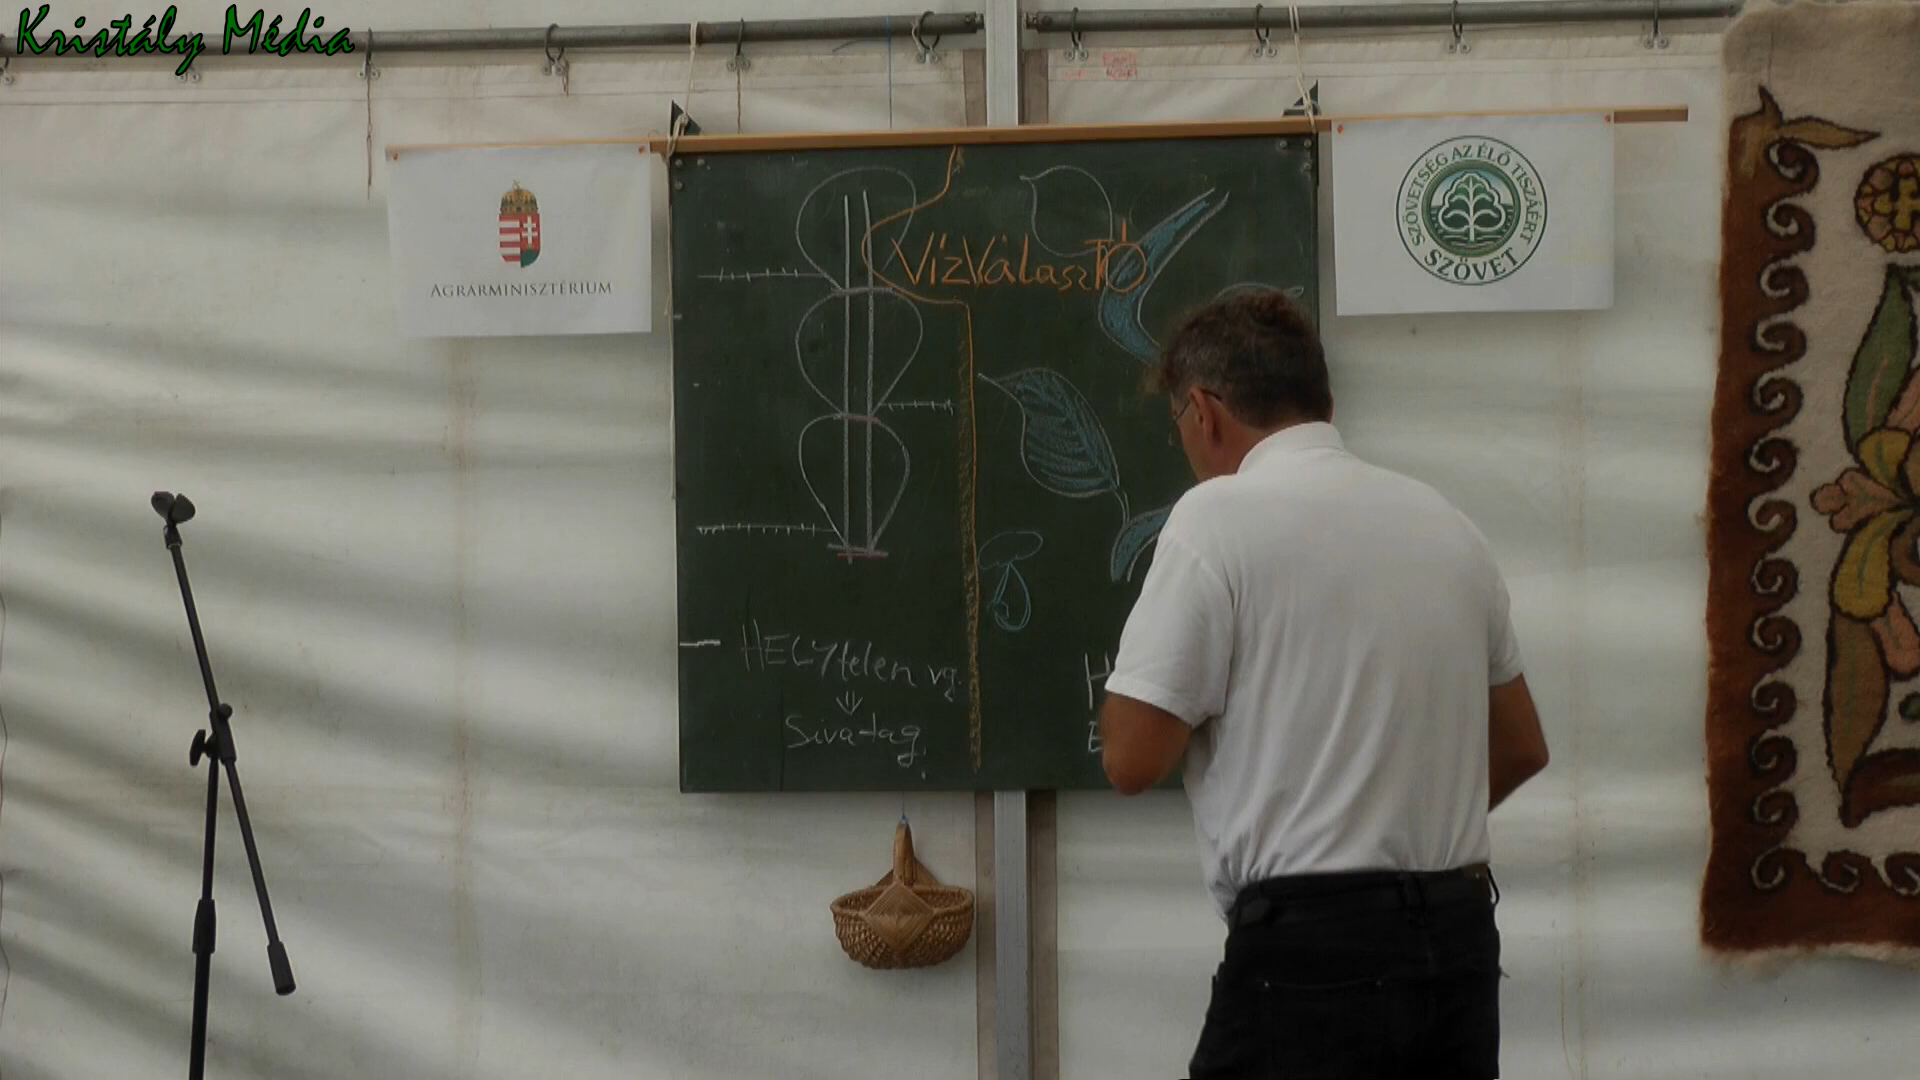 Kristály Média
AGRARMINISZTÉRIUM
SZÖVETSÉG AZ ÉLŐ TISZÁÉRT
SZÖVET
VízVálaszTÓ
HELYtelen vg.
⇓
Sivatag